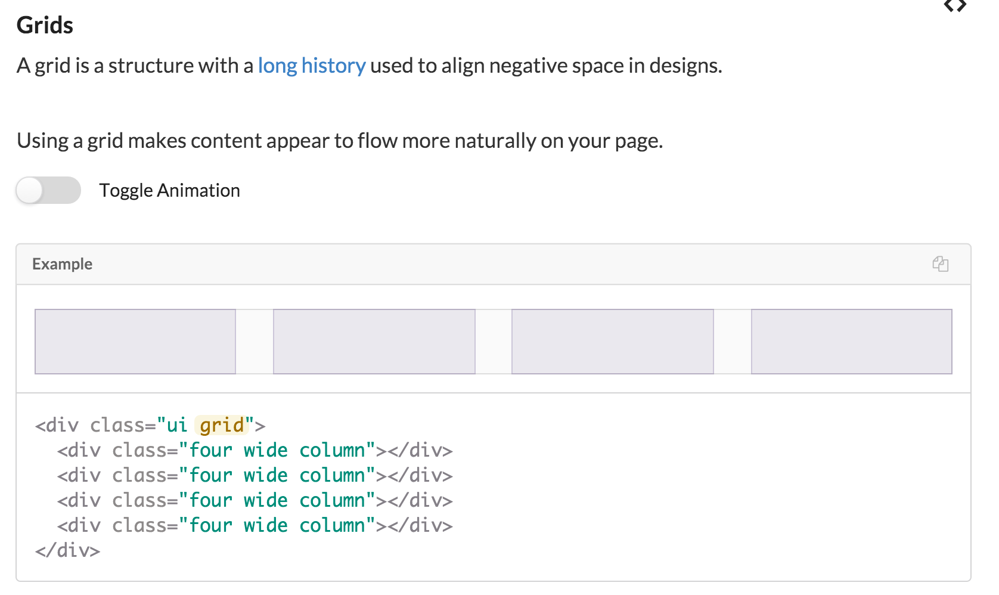 Grids
A grid is a structure with a long history used to align negative space in designs.
Using a grid makes content appear to flow more naturally on your page.
Toggle Animation
Example
<div class="ui grid">
  <div class="four wide column"></div>
  <div class="four wide column"></div>
  <div class="four wide column"></div>
  <div class="four wide column"></div>
</div>